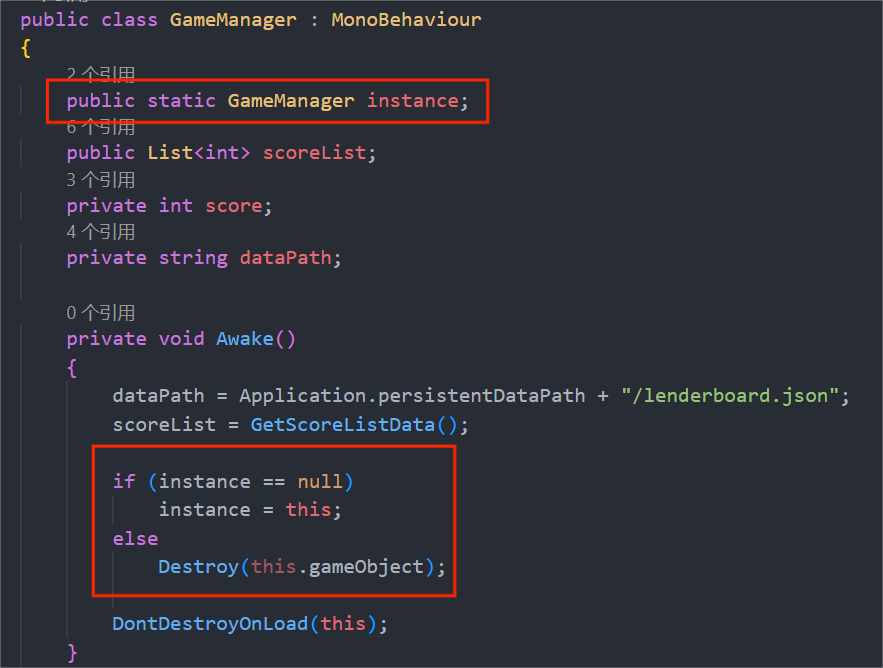 public class GameManager : MonoBehaviour
{
2 个引用
public static GameManager instance;
6 个引用
public List<int> scoreList;
3 个引用
private int score;
4 个引用
private string dataPath;
0 个引用
private void Awake()
{
dataPath = Application.persistentDataPath + "/lenderboard.json";
scoreList = GetScoreListData();
if (instance == null)
instance = this;
else
Destroy(this.gameObject);
DontDestroyOnLoad(this);
}